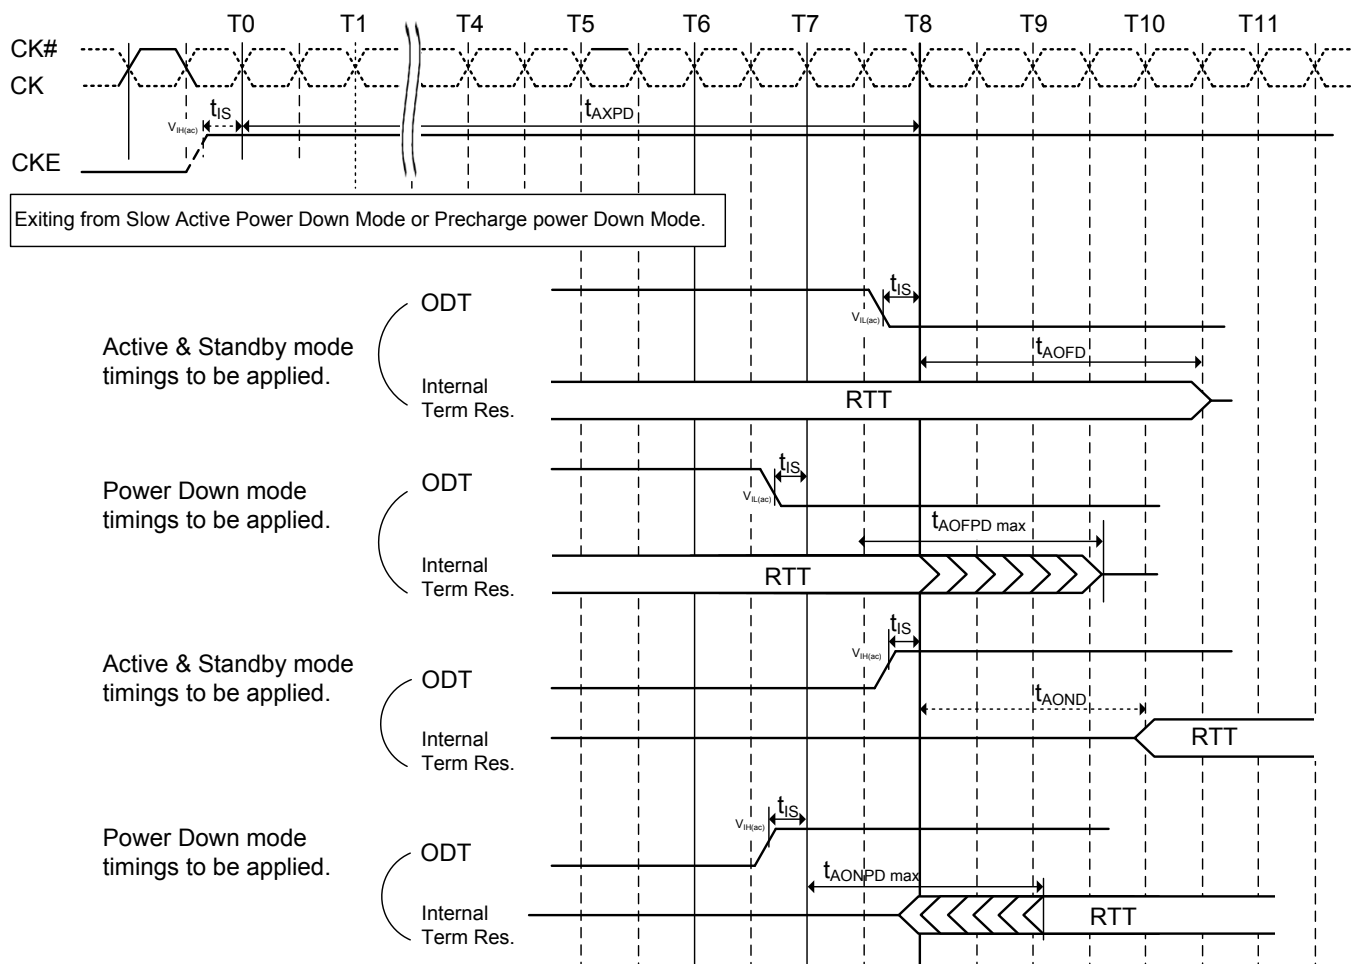 T0 T1 T4 T5 T6 T7 T8 T9 T10 T11
CK#
CK
tIS
tAXPD
VIH(ac)
CKE
Exiting from Slow Active Power Down Mode or Precharge power Down Mode.
ODT
tIS
VIL(ac)
Active & Standby mode
timings to be applied.
tAOFD
Internal
Term Res.
RTT
ODT
tIS
VIL(ac)
Power Down mode
timings to be applied.
tAOFPD max
Internal
Term Res.
RTT
tIS
VIH(ac)
Active & Standby mode
timings to be applied.
ODT
tAOND
Internal
Term Res.
RTT
tIS
VIH(ac)
Power Down mode
timings to be applied.
ODT
tAONPD max
Internal
Term Res.
RTT